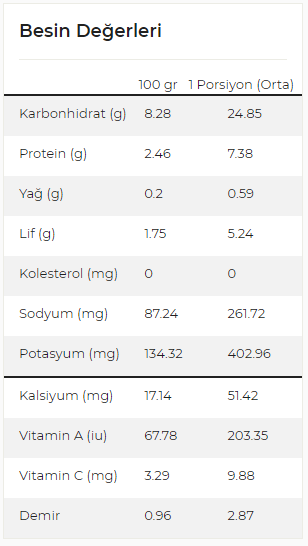 Besin Değerleri
100 gr 1 Porsiyon (Orta)
Karbonhidrat (g) 8.28 24.85
Protein (g) 2.46 7.38
Yağ (g) 0.2 0.59
Lif (g) 1.75 5.24
Kolesterol (mg) 0 0
Sodyum (mg) 87.24 261.72
Potasyum (mg) 134.32 402.96
Kalsiyum (mg) 17.14 51.42
Vitamin A (iu) 67.78 203.35
Vitamin C (mg) 3.29 9.88
Demir 0.96 2.87